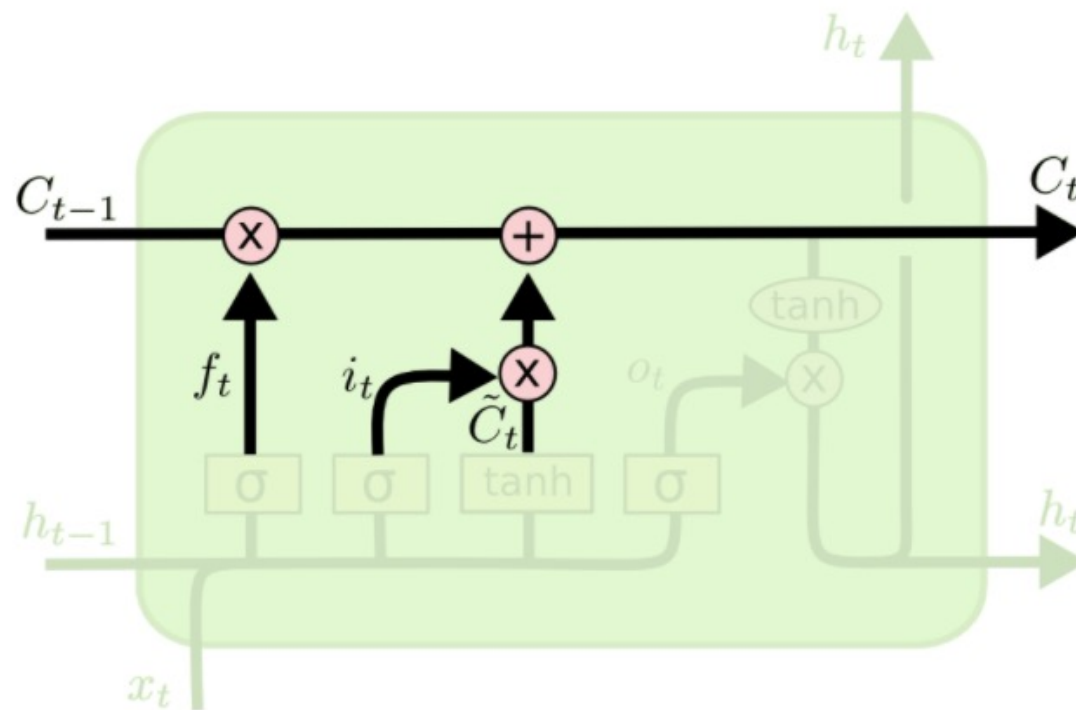 h_t
C_{t-1}
C_t
x
+
tanh
f_t
i_t
x
o_t
x
C̃_t
σ
σ
tanh
σ
h_{t-1}
h_t
x_t